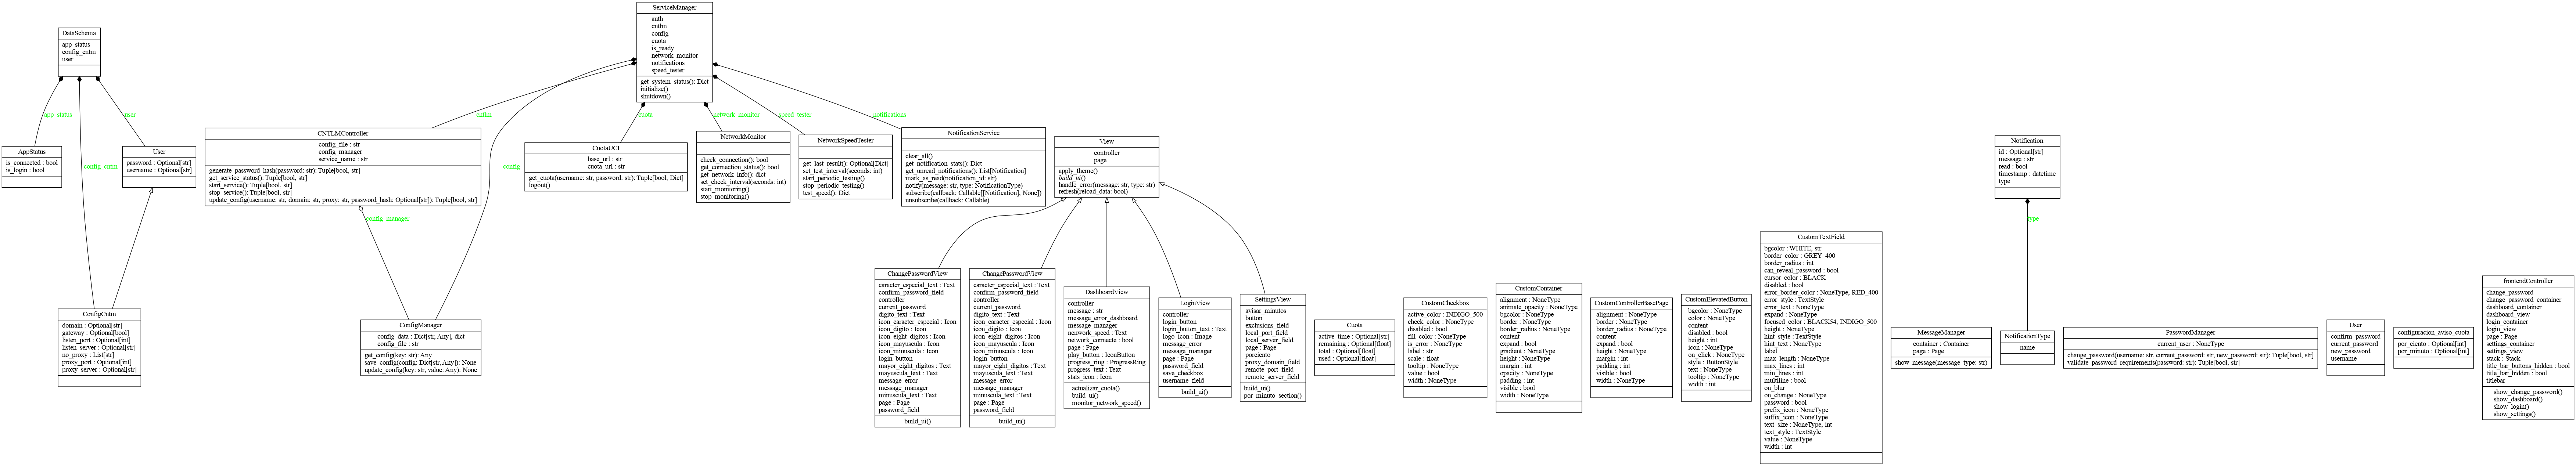 ServiceManager
auth
cntlm
config
cuota
is_ready
network_monitor
notifications
speed_tester
get_system_status(): Dict
initialize()
shutdown()
DataSchema
app_status
config_cntm
user
app_status
config_cntm
user
cntlm
config
cuota
network_monitor
speed_tester
notifications
AppStatus
is_connected : bool
is_login : bool
User
password : Optional[str]
username : Optional[str]
CNTLMController
config_file : str
config_manager
service_name : str
generate_password_hash(password: str): Tuple[bool, str]
get_service_status(): Tuple[bool, str]
start_service(): Tuple[bool, str]
stop_service(): Tuple[bool, str]
update_config(username: str, domain: str, proxy: str, password_hash: Optional[str]): Tuple[bool, str]
config_manager
CuotaUCI
base_url : str
cuota_url : str
get_cuota(username: str, password: str): Tuple[bool, Dict]
logout()
NetworkMonitor
check_connection(): bool
get_connection_status(): bool
get_network_info(): dict
set_check_interval(seconds: int)
start_monitoring()
stop_monitoring()
NetworkSpeedTester
get_last_result(): Optional[Dict]
set_test_interval(seconds: int)
start_periodic_testing()
stop_periodic_testing()
test_speed(): Dict
NotificationService
clear_all()
get_notification_stats(): Dict
get_unread_notifications(): List[Notification]
mark_as_read(notification_id: str)
notify(message: str, type: NotificationType)
subscribe(callback: Callable[[Notification], None])
unsubscribe(callback: Callable)
View
controller
page
apply_theme()
build_ui()
handle_error(message: str, type: str)
refresh(reload_data: bool)
Notification
id : Optional[str]
message : str
read : bool
timestamp : datetime
type
type
ConfigCntm
domain : Optional[str]
gateway : Optional[bool]
listen_port : Optional[int]
listen_server : Optional[str]
no_proxy : List[str]
proxy_port : Optional[int]
proxy_server : Optional[str]
ConfigManager
config_data : Dict[str, Any], dict
config_file : str
get_config(key: str): Any
save_config(config: Dict[str, Any]): None
update_config(key: str, value: Any): None
ChangePasswordView
caracter_especial_text : Text
confirm_password_field
controller
current_password
digito_text : Text
icon_caracter_especial : Icon
icon_digito : Icon
icon_eight_digitos : Icon
icon_mayuscula : Icon
icon_minuscula : Icon
login_button
mayor_eight_digitos : Text
mayuscula_text : Text
message_error
message_manager
minuscula_text : Text
page : Page
password_field
build_ui()
ChangePasswordView
caracter_especial_text : Text
confirm_password_field
controller
current_password
digito_text : Text
icon_caracter_especial : Icon
icon_digito : Icon
icon_eight_digitos : Icon
icon_mayuscula : Icon
icon_minuscula : Icon
login_button
mayor_eight_digitos : Text
mayuscula_text : Text
message_error
message_manager
minuscula_text : Text
page : Page
password_field
build_ui()
DashboardView
controller
message : str
message_error_dashboard
message_manager
nenwork_speed : Text
network_connecte : bool
page : Page
play_button : IconButton
progress_ring : ProgressRing
progress_text : Text
stats_icon : Icon
actualizar_cuota()
build_ui()
monitor_network_speed()
LoginView
controller
login_button
login_button_text : Text
logo_icon : Image
message_error
message_manager
page : Page
password_field
save_checkbox
username_field
build_ui()
SettingsView
avisar_minutos
button
exclusions_field
local_port_field
local_server_field
page : Page
porciento
proxy_domain_field
remote_port_field
remote_server_field
build_ui()
por_minuto_section()
Cuota
active_time : Optional[str]
remaining : Optional[float]
total : Optional[float]
used : Optional[float]
CustomCheckbox
active_color : INDIGO_500
check_color : NoneType
disabled : bool
fill_color : NoneType
is_error : NoneType
label : str
scale : float
tooltip : NoneType
value : bool
width : NoneType
CustomContainer
alignment : NoneType
animate_opacity : NoneType
bgcolor : NoneType
border : NoneType
border_radius : int
content
expand : bool
gradient : NoneType
height : NoneType
margin : int
opacity : NoneType
padding : int
visible : bool
width : NoneType
CustomControllerBasePage
alignment : NoneType
border : NoneType
border_radius : NoneType
content
expand : bool
height : NoneType
margin : int
padding : int
visible : bool
width : NoneType
CustomElevatedButton
bgcolor : NoneType
color : NoneType
content
disabled : bool
height : int
icon : NoneType
on_click : NoneType
style : ButtonStyle
text : NoneType
tooltip : NoneType
width : int
CustomTextField
bgcolor : WHITE, str
border_color : GREY_400
border_radius : int
can_reveal_password : bool
cursor_color : BLACK
disabled : bool
error_border_color : NoneType, RED_400
error_style : TextStyle
error_text : NoneType
expand : NoneType
focused_color : BLACK54, INDIGO_500
height : NoneType
hint_style : TextStyle
hint_text : NoneType
label
max_length : NoneType
max_lines : int
min_lines : int
multiline : bool
on_blur
on_change : NoneType
password : bool
prefix_icon : NoneType
suffix_icon : NoneType
text_size : NoneType, int
text_style : TextStyle
value : NoneType
width : int
MessageManager
container : Container
page : Page
show_message(message_type: str)
NotificationType
name
PasswordManager
current_user : NoneType
change_password(username: str, current_password: str, new_password: str): Tuple[bool, str]
validate_password_requirements(password: str): Tuple[bool, str]
User
confirm_password
current_password
new_password
username
configuracion_aviso_cuota
por_ciento : Optional[int]
por_minuto : Optional[int]
frontendController
change_password
change_password_container
dashboard_container
dashboard_view
login_container
login_view
page : Page
settings_container
settings_view
stack : Stack
title_bar_buttons_hidden : bool
title_bar_hidden : bool
titlebar
show_change_password()
show_dashboard()
show_login()
show_settings()